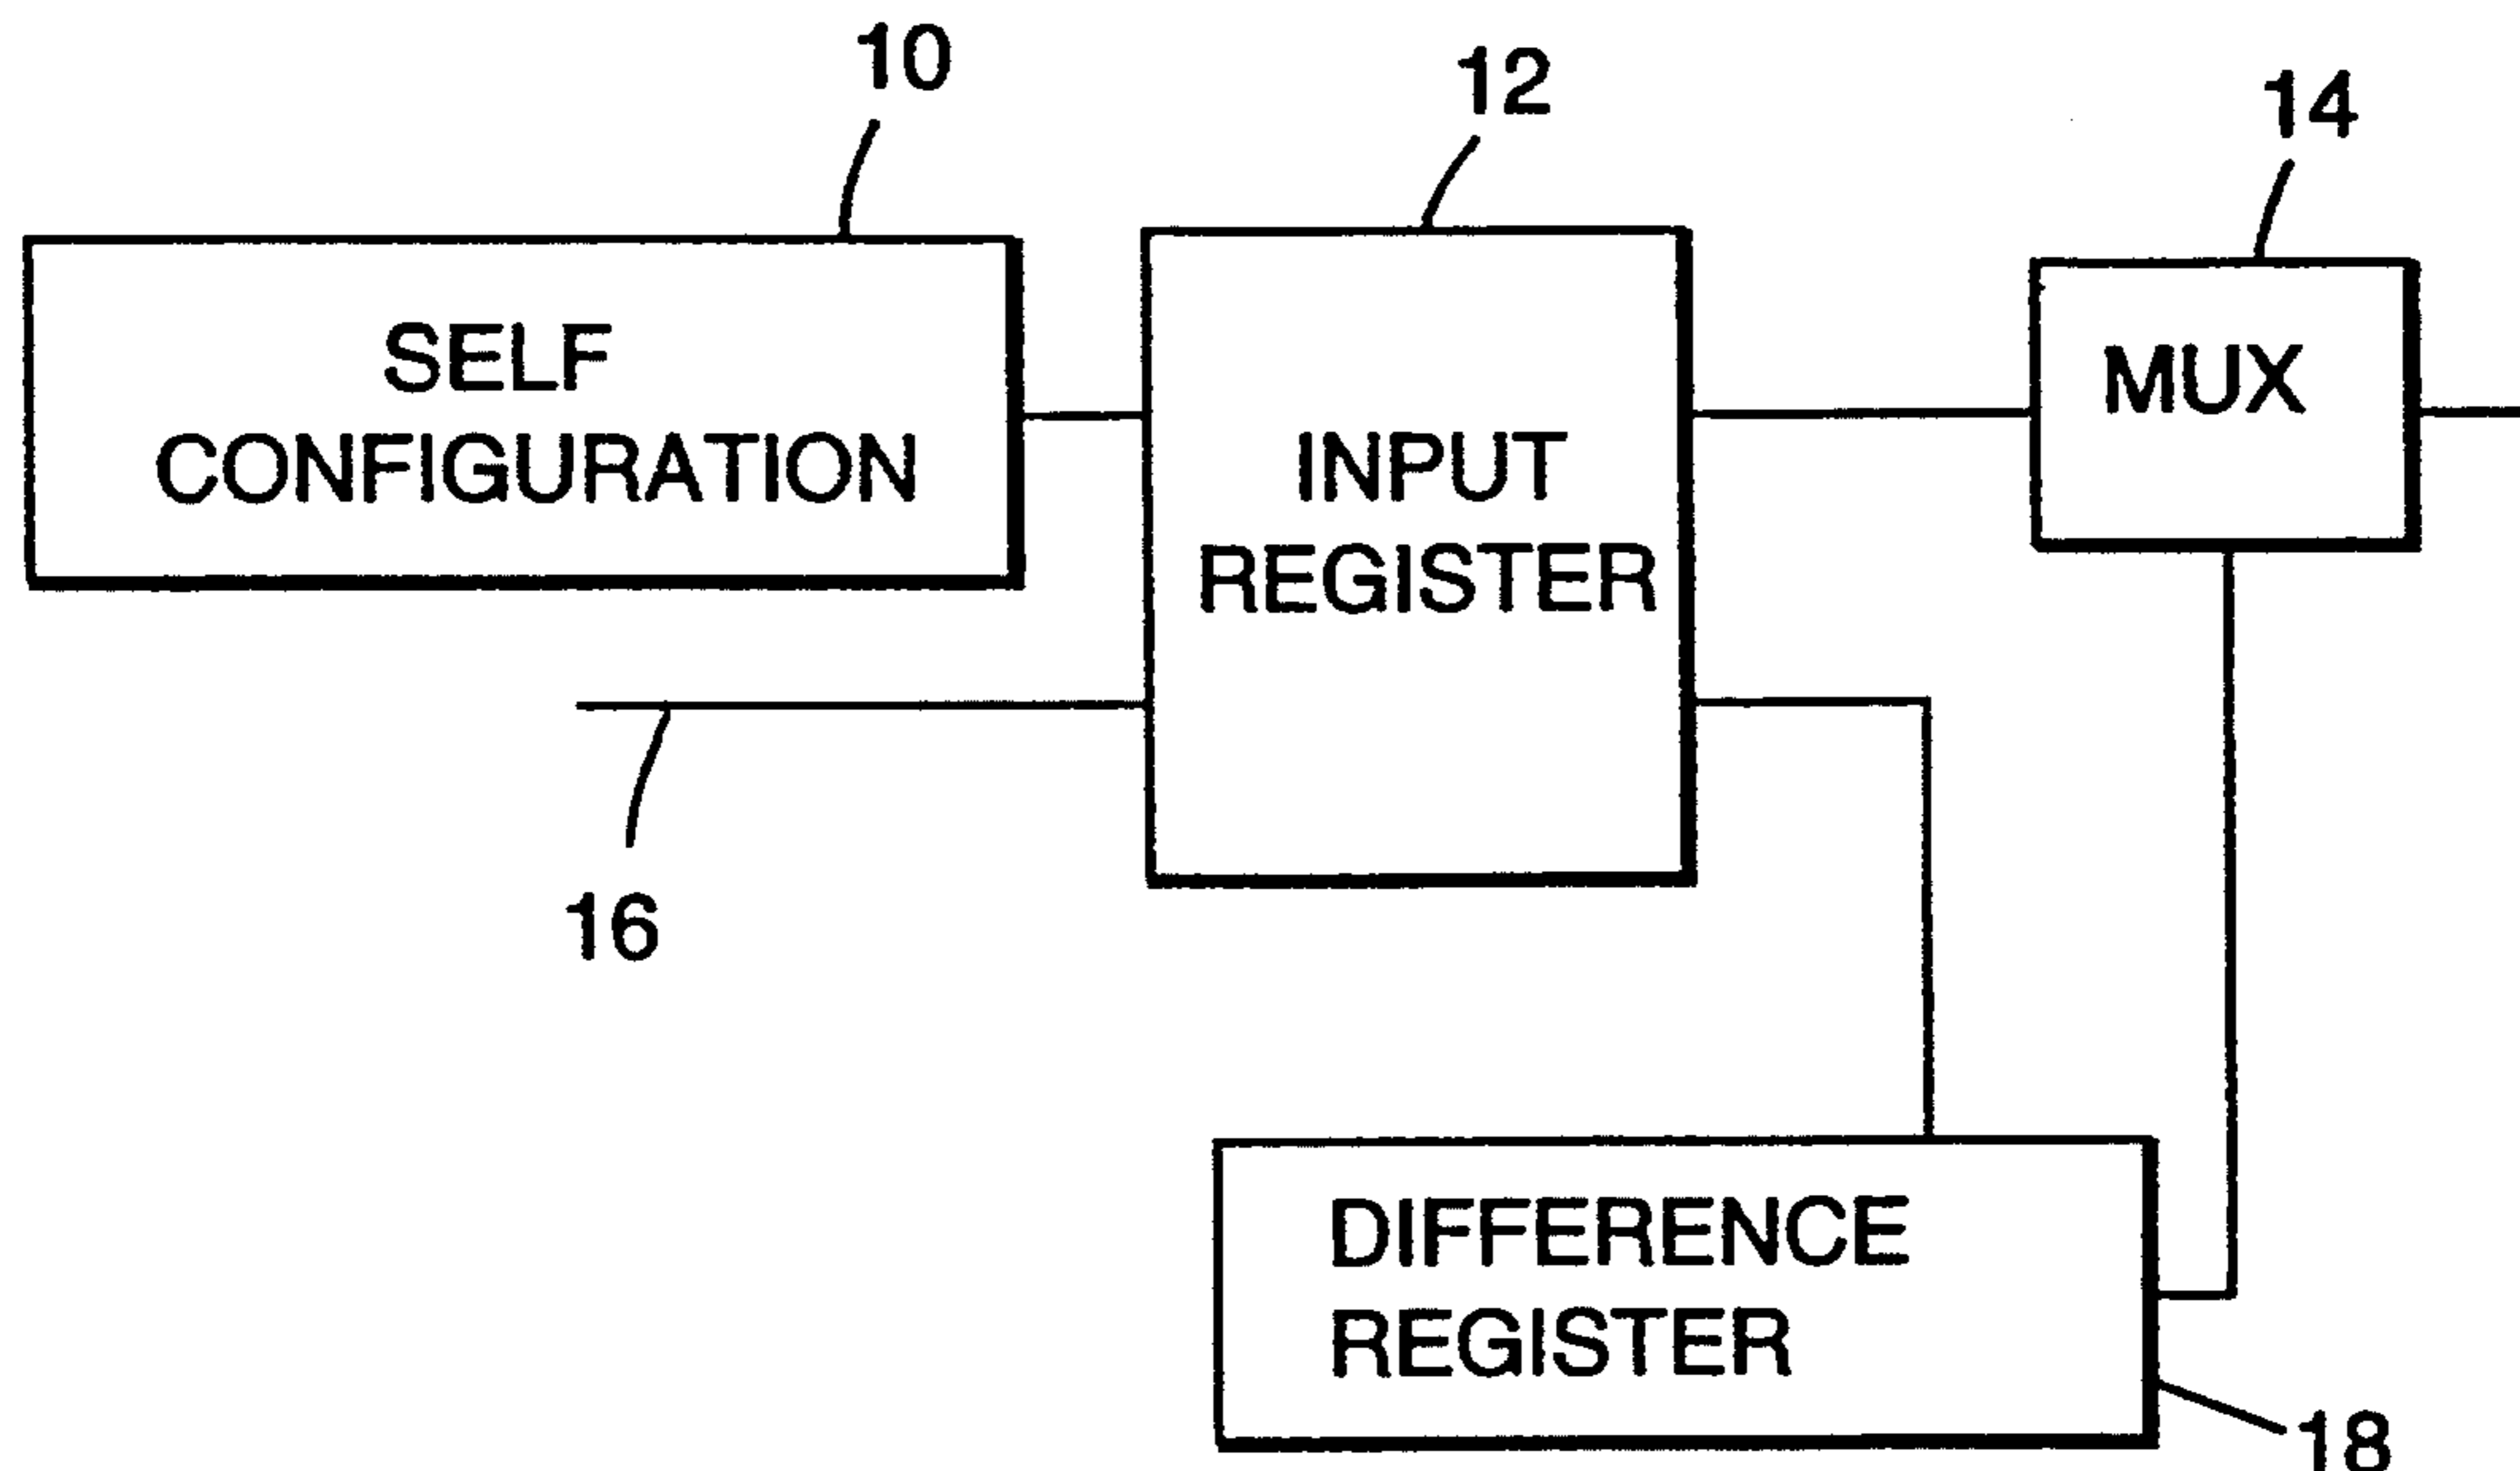 10
12
14
SELF
CONFIGURATION
INPUT
REGISTER
MUX
16
DIFFERENCE
REGISTER
18